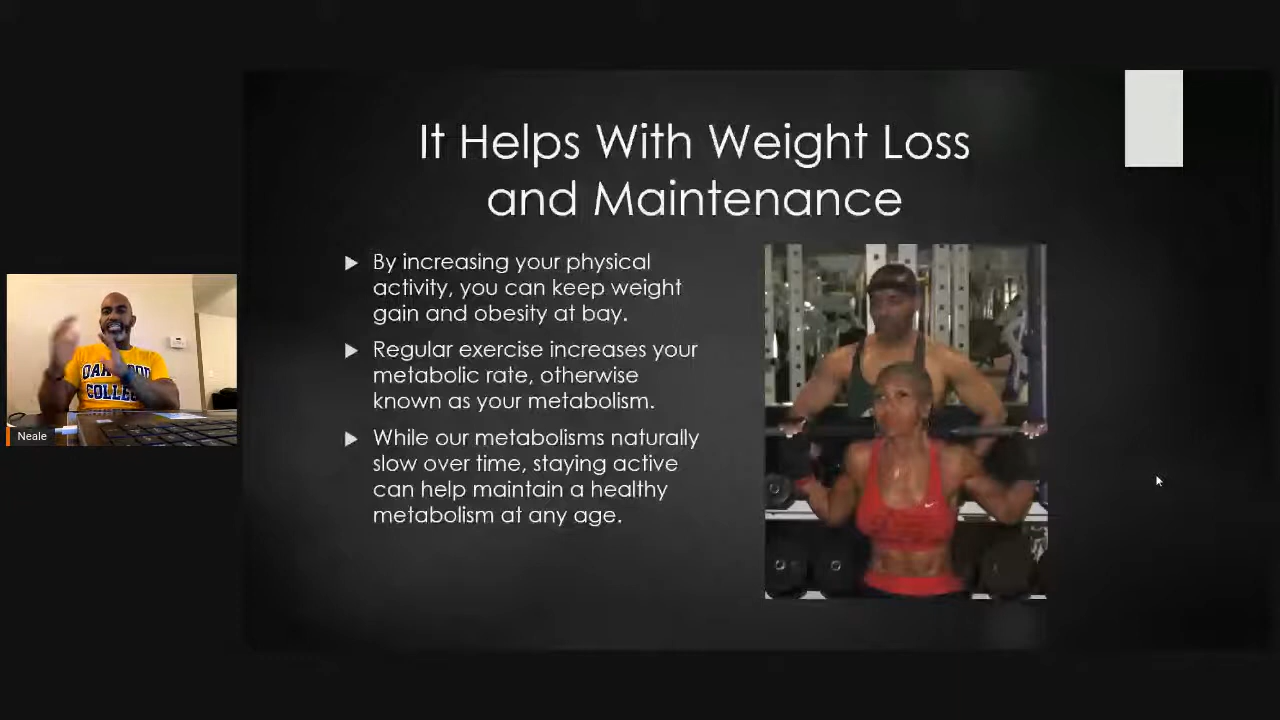 It Helps With Weight Loss
and Maintenance
By increasing your physical
activity, you can keep weight
gain and obesity at bay.
Regular exercise increases your
metabolic rate, otherwise
known as your metabolism.
While our metabolisms naturally
slow over time, staying active
can help maintain a healthy
metabolism at any age.
COLLEGE
Neale